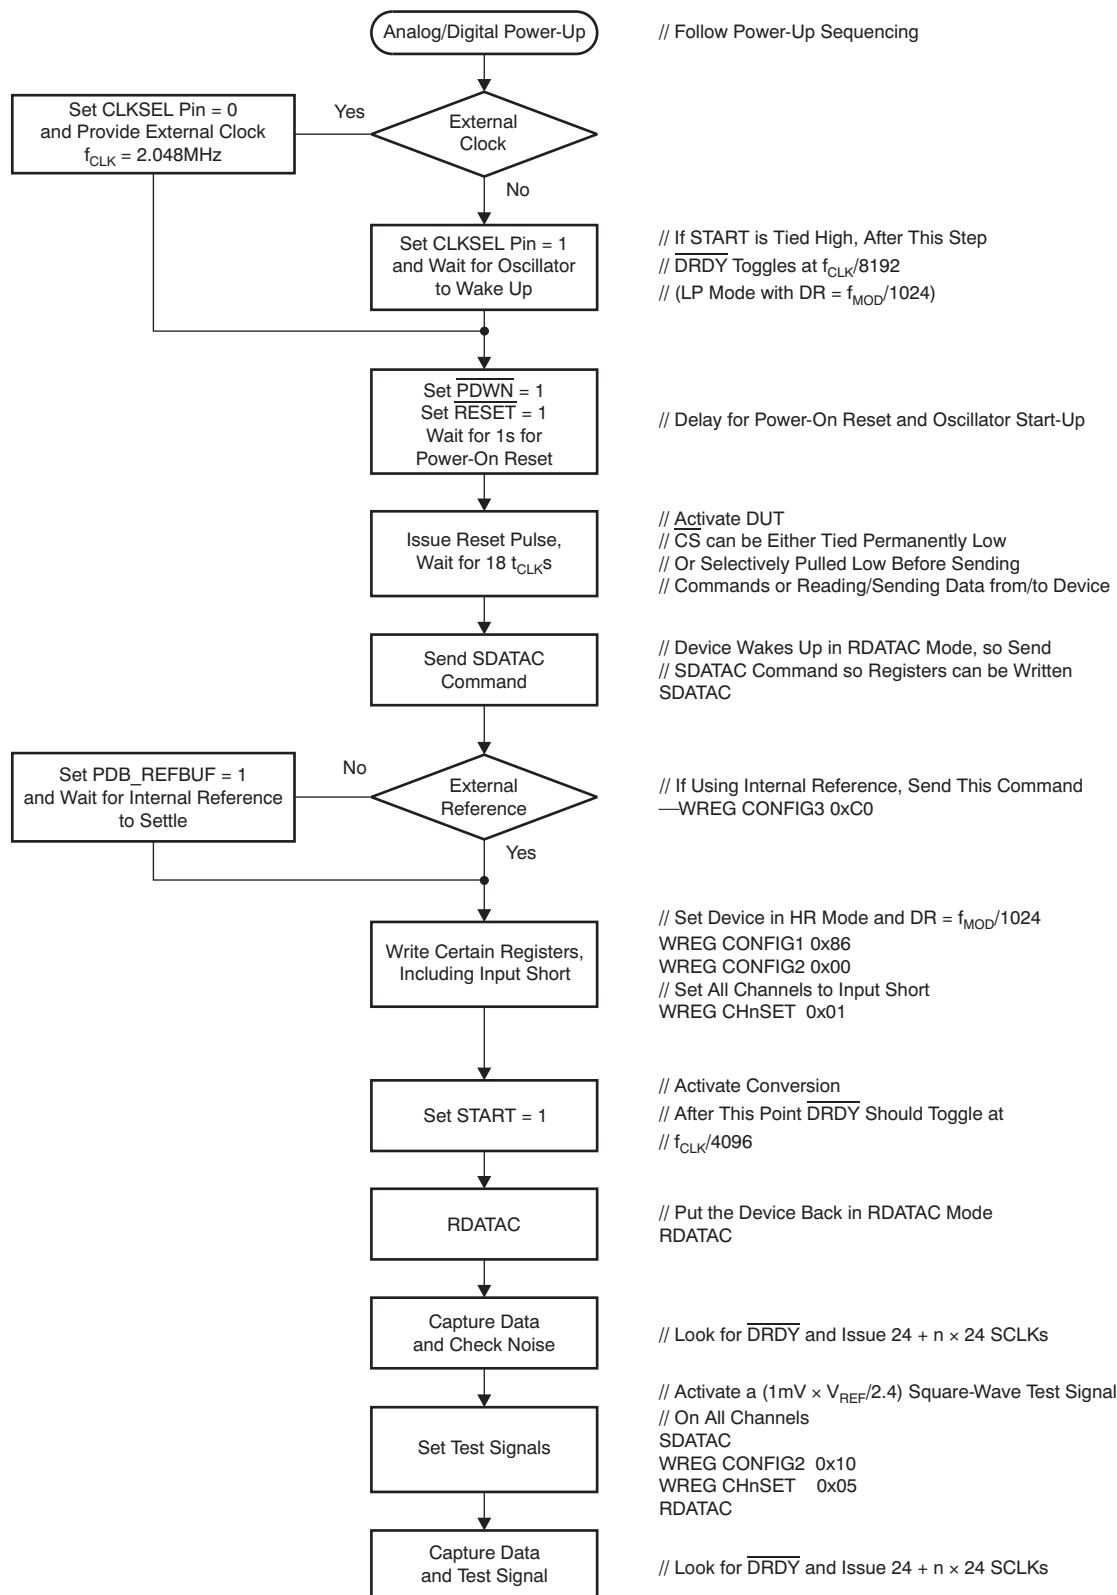 Analog/Digital Power-Up
// Follow Power-Up Sequencing
Set CLKSEL Pin = 0
and Provide External Clock
fCLK = 2.048MHz
Yes
External
Clock
No
Set CLKSEL Pin = 1
and Wait for Oscillator
to Wake Up
// If START is Tied High, After This Step
// DRDY Toggles at fCLK/8192
// (LP Mode with DR = fMOD/1024)
Set PDWN = 1
Set RESET = 1
Wait for 1s for
Power-On Reset
// Delay for Power-On Reset and Oscillator Start-Up
Issue Reset Pulse,
Wait for 18 tCLKs
// Activate DUT
// CS can be Either Tied Permanently Low
// Or Selectively Pulled Low Before Sending
// Commands or Reading/Sending Data from/to Device
Send SDATAC
Command
// Device Wakes Up in RDATAC Mode, so Send
// SDATAC Command so Registers can be Written
SDATAC
Set PDB_REFBUF = 1
and Wait for Internal Reference
to Settle
No
External
Reference
Yes
// If Using Internal Reference, Send This Command
—WREG CONFIG3 0xC0
Write Certain Registers,
Including Input Short
// Set Device in HR Mode and DR = fMOD/1024
WREG CONFIG1 0x86
WREG CONFIG2 0x00
// Set All Channels to Input Short
WREG CHnSET 0x01
Set START = 1
// Activate Conversion
// After This Point DRDY Should Toggle at
// fCLK/4096
RDATAC
// Put the Device Back in RDATAC Mode
RDATAC
Capture Data
and Check Noise
// Look for DRDY and Issue 24 + n × 24 SCLKs
Set Test Signals
// Activate a (1mV × VREF/2.4) Square-Wave Test Signal
// On All Channels
SDATAC
WREG CONFIG2 0x10
WREG CHnSET 0x05
RDATAC
Capture Data
and Test Signal
// Look for DRDY and Issue 24 + n × 24 SCLKs